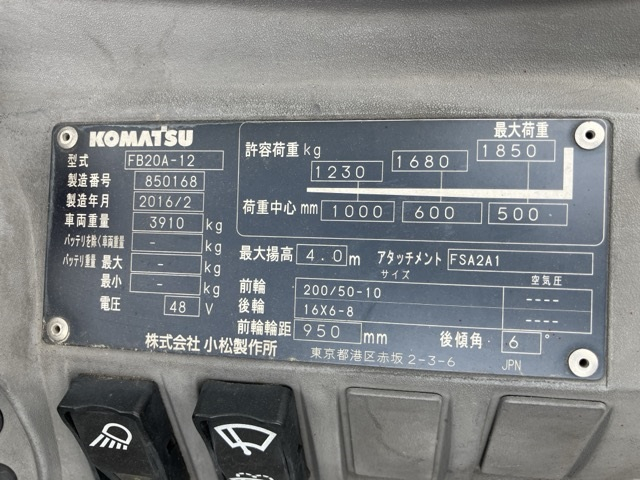 KOMATSU
型式 FB20A-12
製造番号 850168
製造年月 2016/2
車両重量 3910 kg
バッテリを除く車両重量 - kg
バッテリ重量 最大 - kg
最小 - kg
電圧 48 V
最大荷重
許容荷重 kg 1230 1680 1850
荷重中心 mm 1000 600 500
最大揚高 4.0 m アタッチメント FSA2A1
サイズ 空気圧
前輪 200/50-10 ----
後輪 16X6-8 ----
前輪輪距 950 mm 後傾角 6 °
株式会社 小松製作所 東京都港区赤坂 2-3-6 JPN